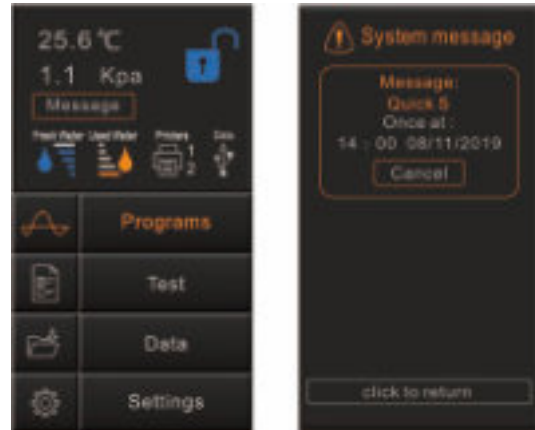 25.6 ℃
1.1 Kpa
Message
Fresh Water Used Water Printers Data
1
2
Programs
Test
Data
Settings
System message
Message:
Quick 5
Once at :
14 : 00 08/11/2019
Cancel
click to return